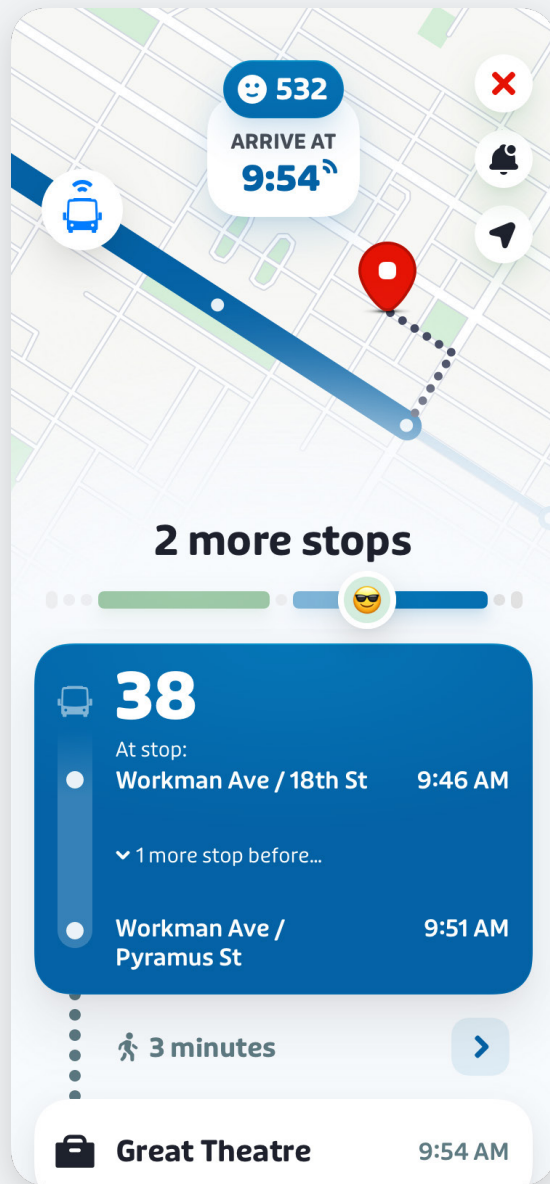 532
ARRIVE AT
9:54
2 more stops
38
At stop:
Workman Ave / 18th St 9:46 AM
1 more stop before...
Workman Ave / 9:51 AM
Pyramus St
3 minutes
Great Theatre 9:54 AM